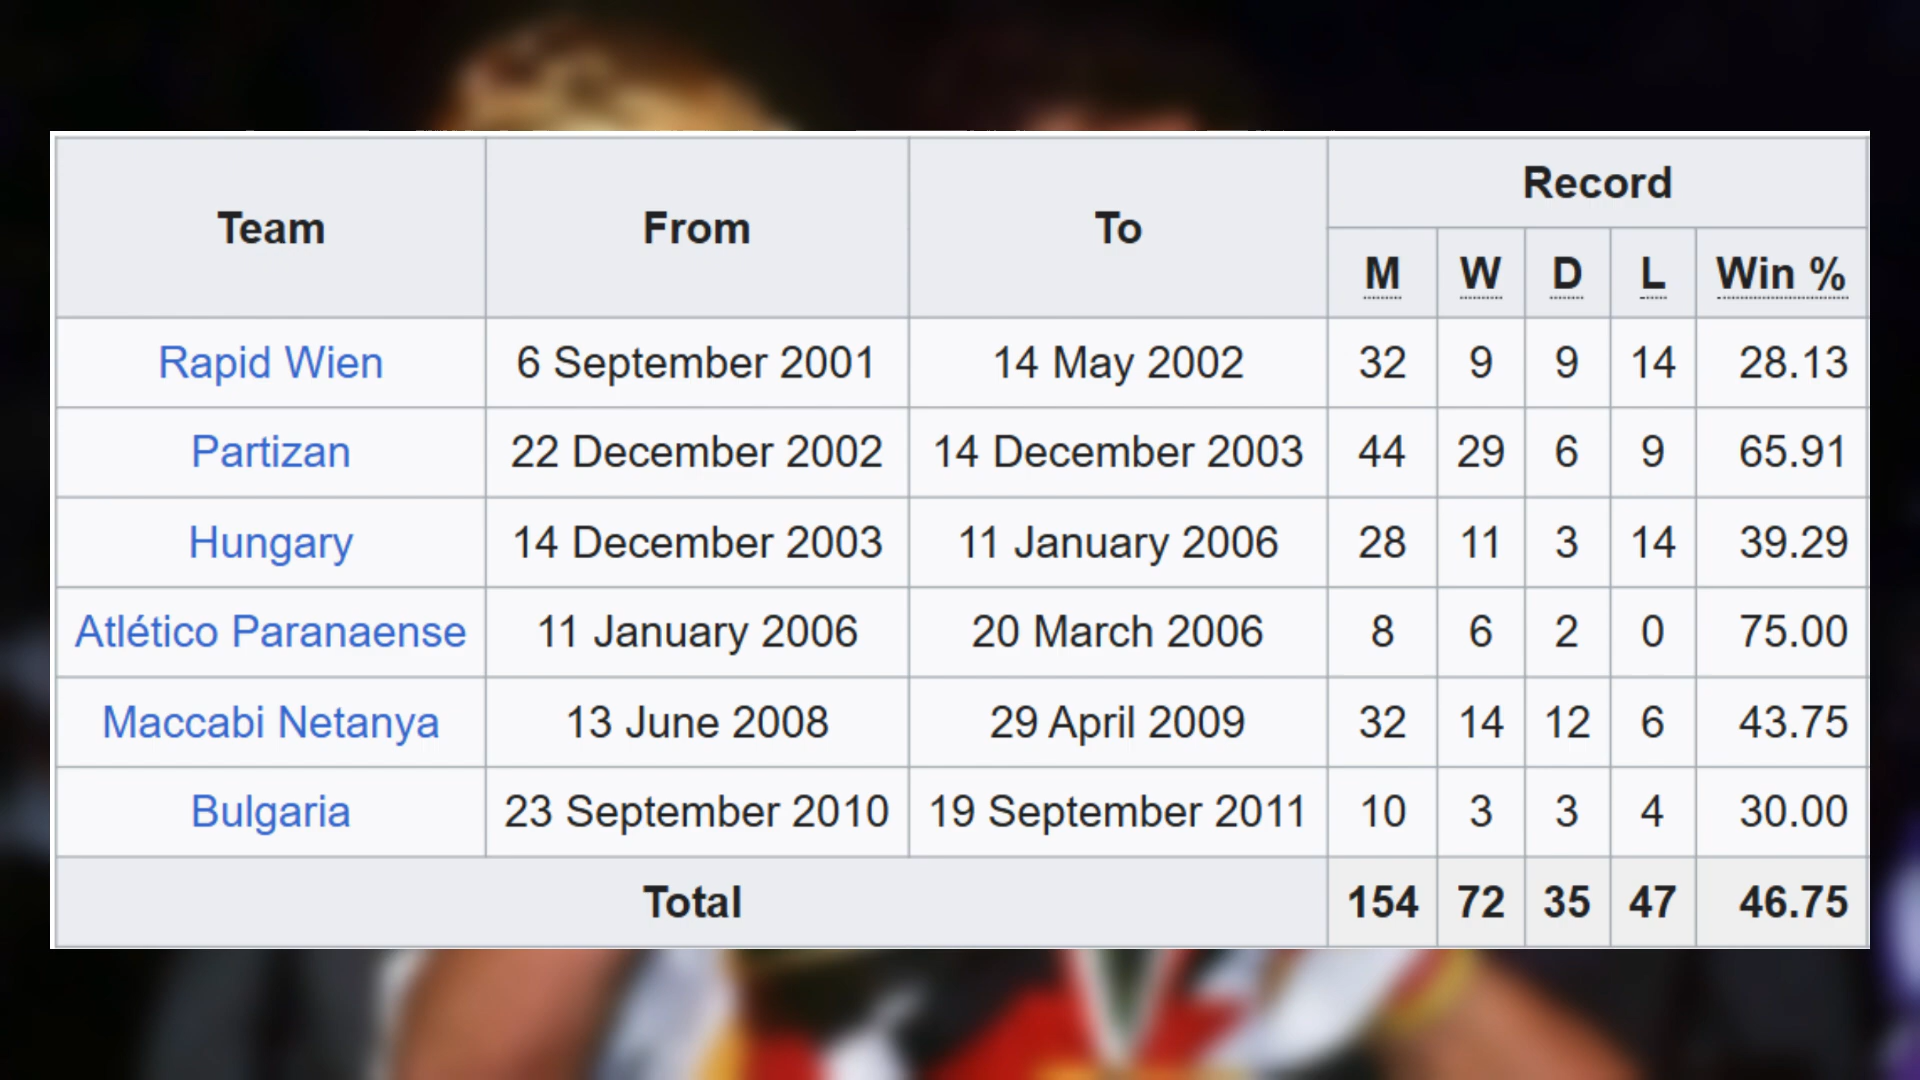 Team From To Record
M W D L Win %
Rapid Wien 6 September 2001 14 May 2002 32 9 9 14 28.13
Partizan 22 December 2002 14 December 2003 44 29 6 9 65.91
Hungary 14 December 2003 11 January 2006 28 11 3 14 39.29
Atlético Paranaense 11 January 2006 20 March 2006 8 6 2 0 75.00
Maccabi Netanya 13 June 2008 29 April 2009 32 14 12 6 43.75
Bulgaria 23 September 2010 19 September 2011 10 3 3 4 30.00
Total 154 72 35 47 46.75